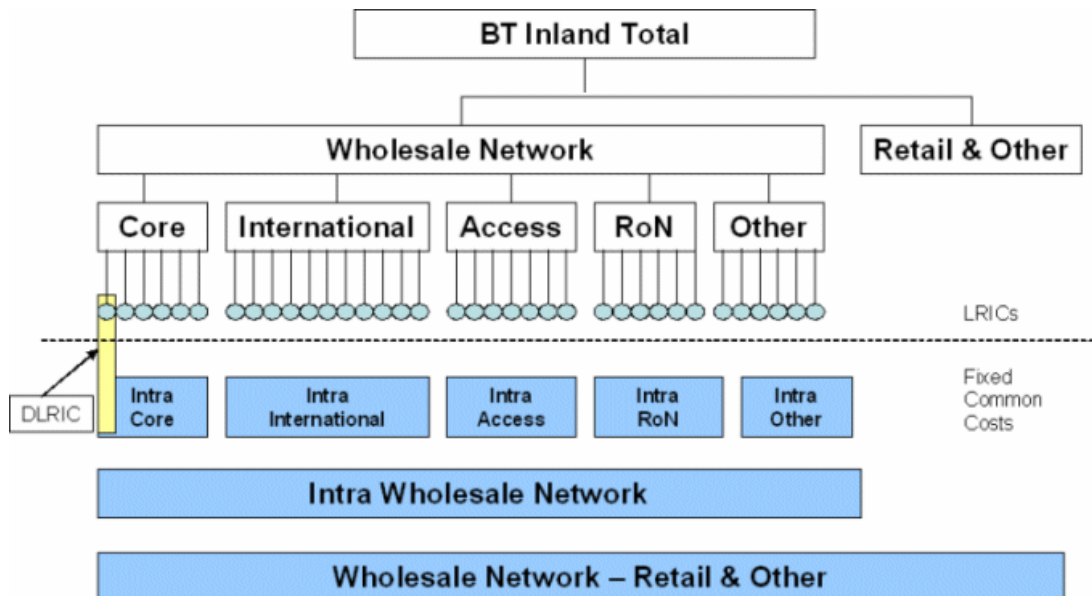 BT Inland Total
Wholesale Network
Retail & Other
Core
International
Access
RoN
Other
LRICs
DLRIC
Intra
Core
Intra
International
Intra
Access
Intra
RoN
Intra
Other
Fixed
Common
Costs
Intra Wholesale Network
Wholesale Network – Retail & Other